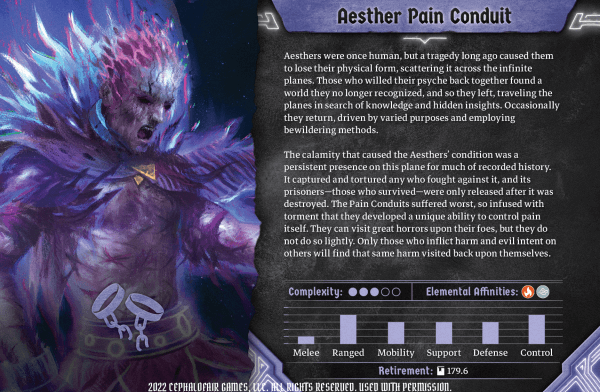 Aesther Pain Conduit
Aesthers were once human, but a tragedy long ago caused them
to lose their physical form, scattering it across the infinite
planes. Those who willed their psyche back together found a
world they no longer recognized, and so they left, traveling the
planes in search of knowledge and hidden insights. Occasionally
they return, driven by varied purposes and employing
bewildering methods.
The calamity that caused the Aesthers' condition was a
persistent presence on this plane for much of recorded history.
It captured and tortured any who fought against it, and its
prisoners—those who survived—were only released after it was
destroyed. The Pain Conduits suffered worst, so infused with
torment that they developed a unique ability to control pain
itself. They can visit great horrors upon their foes, but they do
not do so lightly. Only those who inflict harm and evil intent on
others will find that same harm visited back upon themselves.
Complexity: Elemental Affinities:
Melee Ranged Mobility Support Defense Control
Retirement: 179.6
2022 CEPHALOFAIR GAMES, LLC. ALL RIGHTS RESERVED. USED WITH PERMISSION.